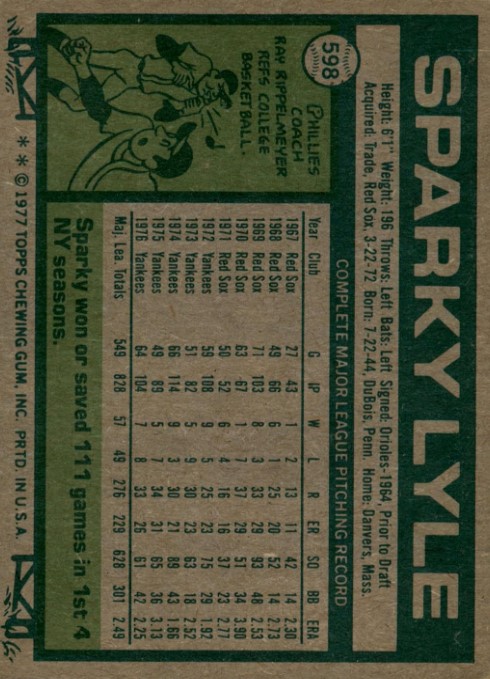 SPARKY LYLE
598
Height: 6'1" Weight: 196 Throws: Left Bats: Left Signed: Orioles-1964, Prior to Draft
Acquired: Trade, Red Sox, 3-22-72 Born: 7-22-44, DuBois, Penn. Home: Danvers, Mass.
COMPLETE MAJOR LEAGUE PITCHING RECORD
Year Club G IP W L R ER SO BB ERA
1967 Red Sox 27 43 1 2 13 11 42 14 2.30
1968 Red Sox 49 66 6 1 25 20 52 14 2.73
1969 Red Sox 71 103 8 3 33 29 93 48 2.53
1970 Red Sox 63 67 1 7 37 29 51 34 3.90
1971 Red Sox 50 52 6 4 16 16 37 23 2.77
1972 Yankees 59 108 9 5 25 23 75 29 1.92
1973 Yankees 51 82 5 9 30 23 63 18 2.52
1974 Yankees 66 114 9 3 30 21 89 43 1.66
1975 Yankees 49 89 5 7 34 31 65 36 3.13
1976 Yankees 64 104 7 8 33 26 61 42 2.25
Maj. Lea. Totals 549 828 57 49 276 229 628 301 2.49
PHILLIES
COACH
RAY RIPPELMEYER
REFS COLLEGE
BASKETBALL.
Sparky won or saved 111 games in 1st 4
NY seasons.
* * © 1977 TOPPS CHEWING GUM, INC. PRTD. IN U.S.A.